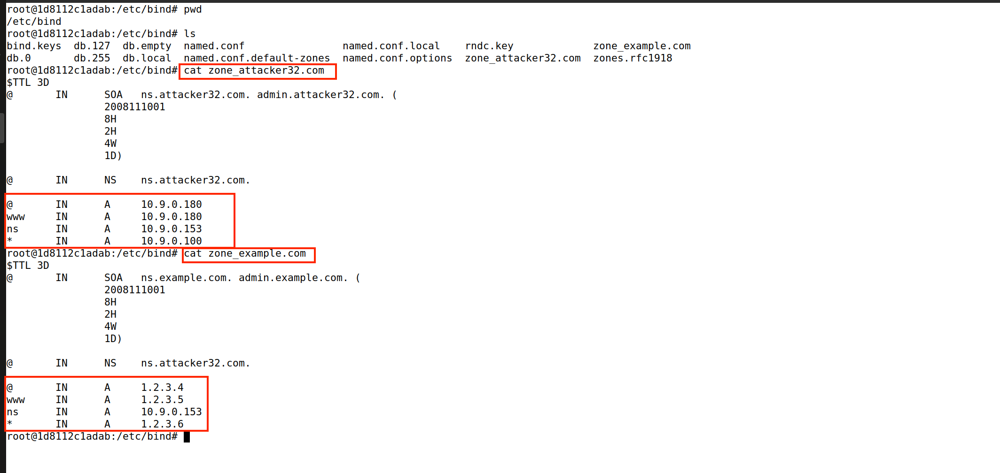 root@1d8112c1adab:/etc/bind# pwd
/etc/bind
root@1d8112c1adab:/etc/bind# ls
bind.keys  db.127  db.empty  named.conf                named.conf.local    rndc.key             zone_example.com
db.0       db.255  db.local  named.conf.default-zones  named.conf.options  zone_attacker32.com  zones.rfc1918
root@1d8112c1adab:/etc/bind# cat zone_attacker32.com
$TTL 3D
@       IN      SOA   ns.attacker32.com. admin.attacker32.com. (
                2008111001
                8H
                2H
                4W
                1D)

@       IN      NS    ns.attacker32.com.

@       IN      A     10.9.0.180
www     IN      A     10.9.0.180
ns      IN      A     10.9.0.153
*       IN      A     10.9.0.100
root@1d8112c1adab:/etc/bind# cat zone_example.com
$TTL 3D
@       IN      SOA   ns.example.com. admin.example.com. (
                2008111001
                8H
                2H
                4W
                1D)

@       IN      NS    ns.attacker32.com.

@       IN      A     1.2.3.4
www     IN      A     1.2.3.5
ns      IN      A     10.9.0.153
*       IN      A     1.2.3.6
root@1d8112c1adab:/etc/bind#